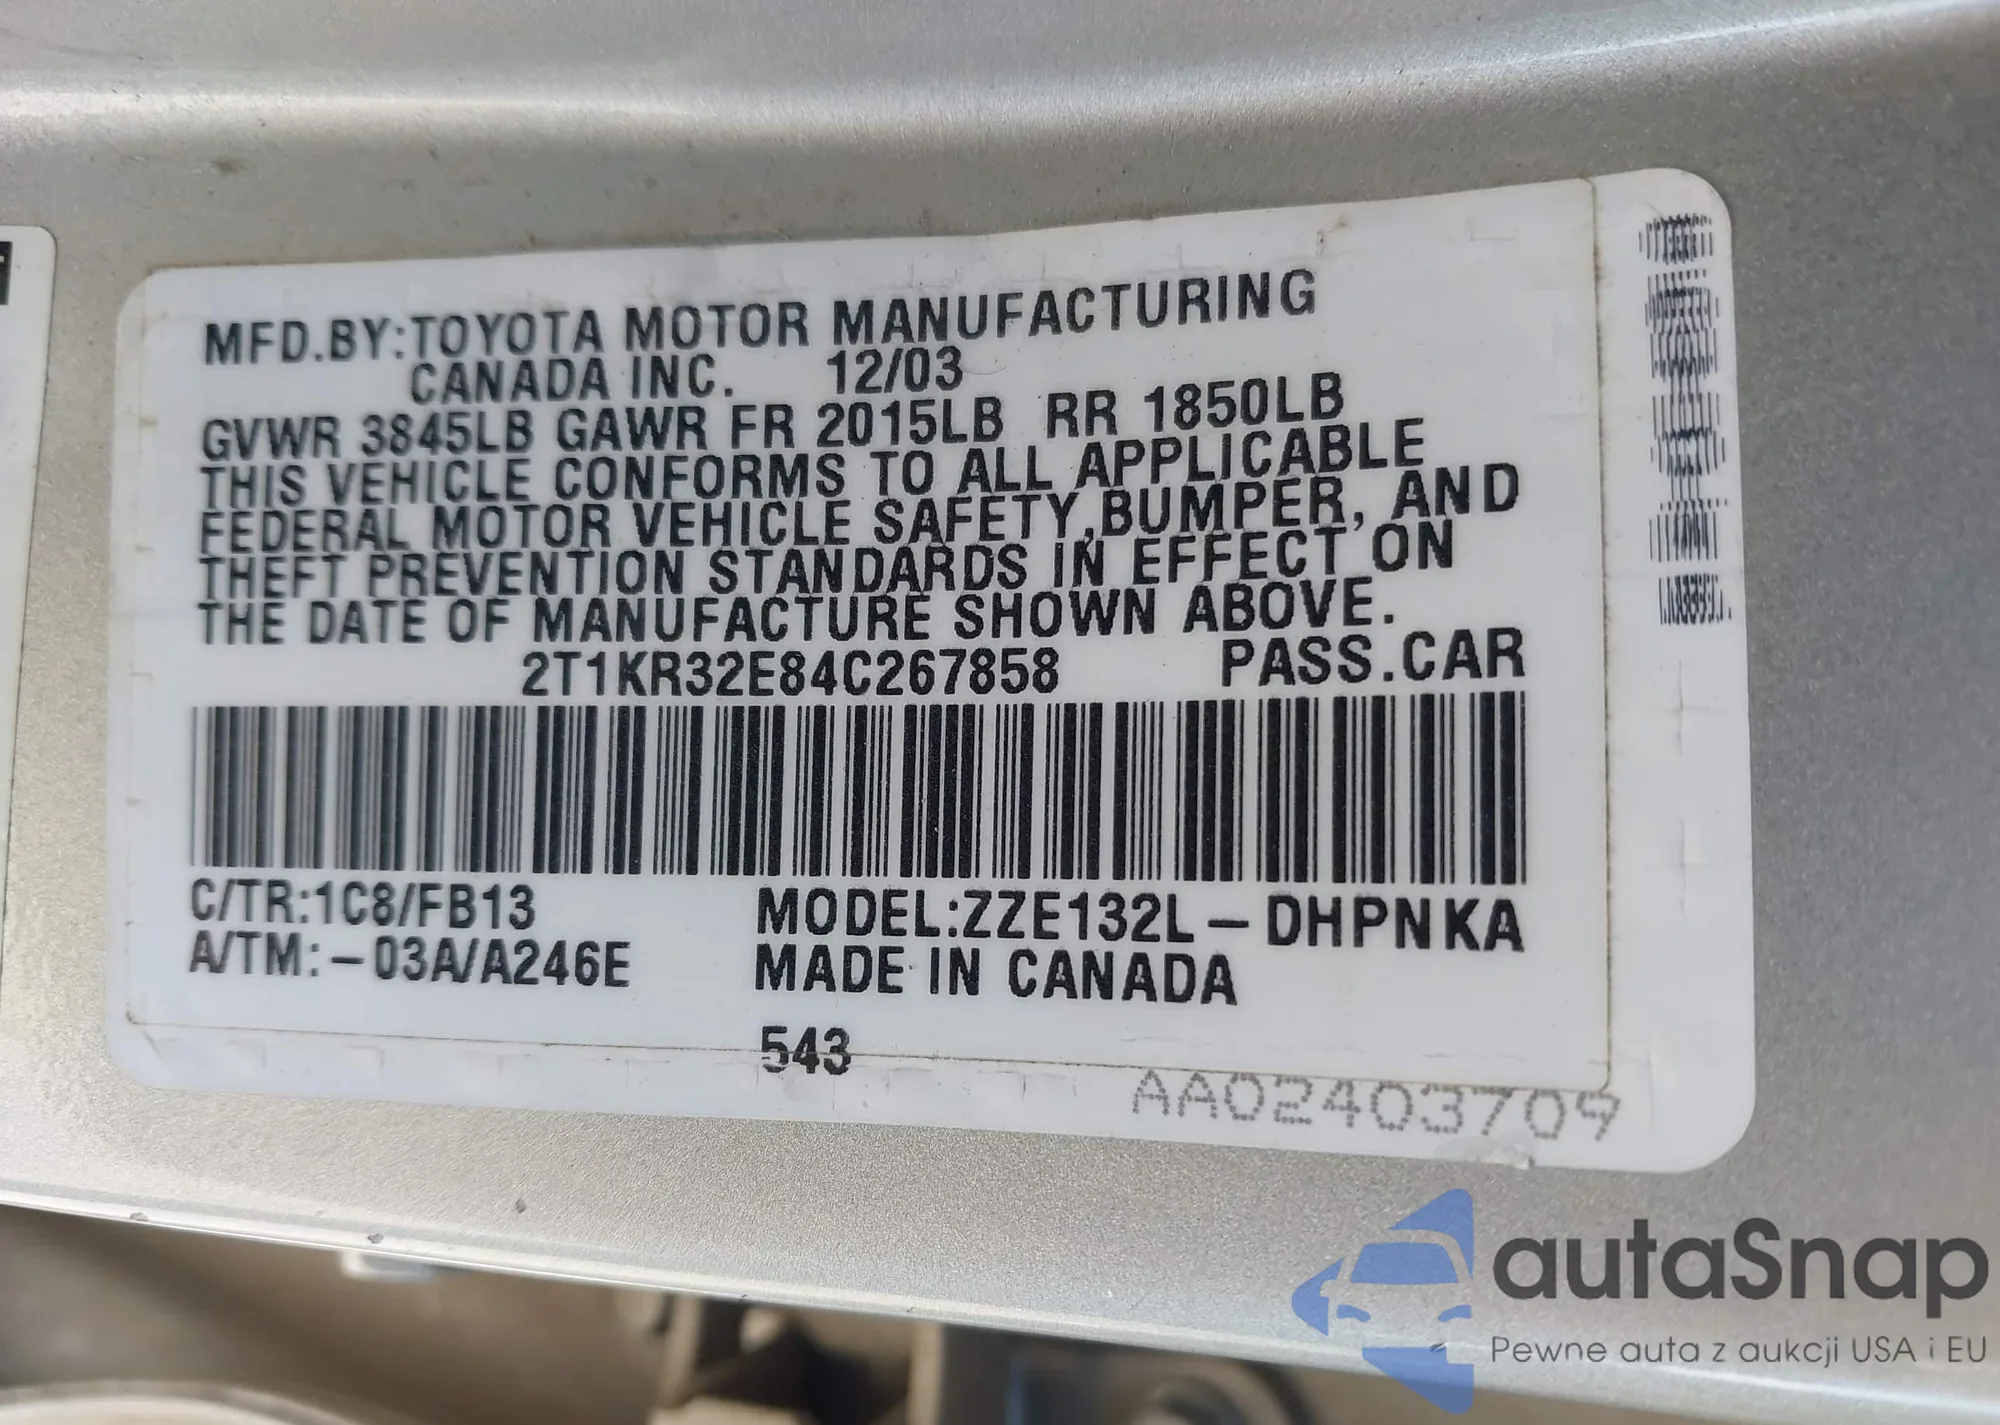 MFD.BY:TOYOTA MOTOR MANUFACTURING
CANADA INC. 12/03
GVWR 3845LB GAWR FR 2015LB RR 1850LB
THIS VEHICLE CONFORMS TO ALL APPLICABLE
FEDERAL MOTOR VEHICLE SAFETY,BUMPER, AND
THEFT PREVENTION STANDARDS IN EFFECT ON
THE DATE OF MANUFACTURE SHOWN ABOVE.
2T1KR32E84C267858 PASS.CAR
C/TR:1C8/FB13 MODEL:ZZE132L-DHPNKA
A/TM:-03A/A246E MADE IN CANADA
543
AA02403709
autaSnap
Pewne auta z aukcji USA i EU